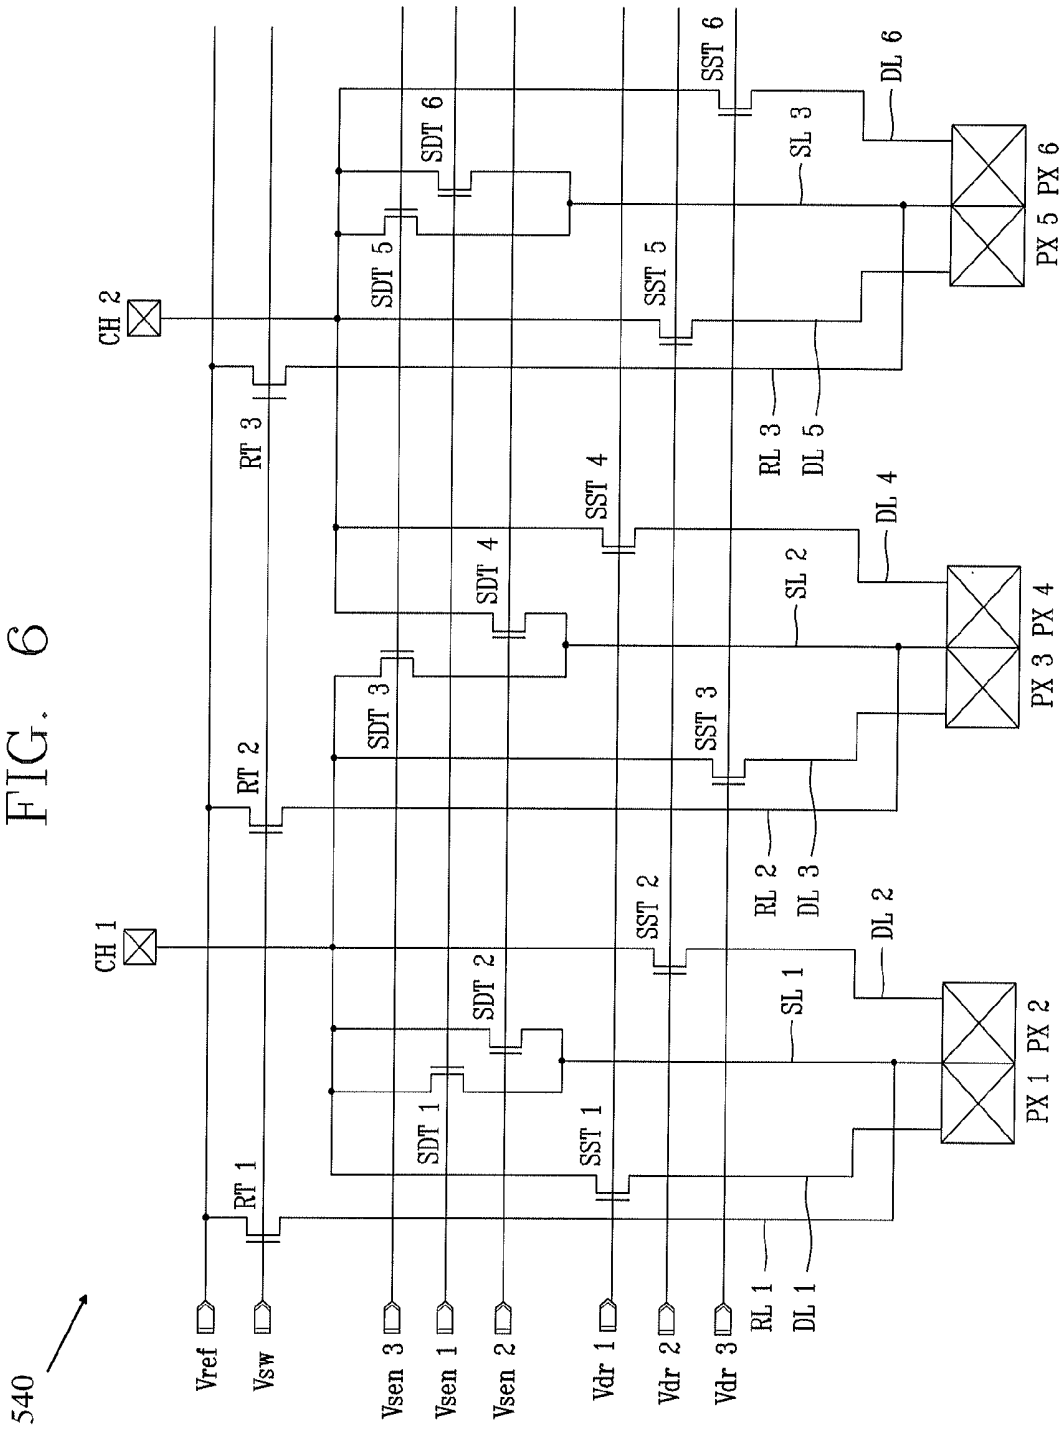 FIG. 6
540
CH 1
CH 2
Vref
Vsw
RT 1
RT 2
RT 3
Vsen 3
SDT 3
SDT 5
Vsen 1
SDT 1
SDT 6
Vsen 2
SDT 2
SDT 4
Vdr 1
SST 1
SST 4
Vdr 2
SST 2
SST 5
Vdr 3
SST 3
SST 6
RL 1
DL 1
SL 1
DL 2
RL 2
DL 3
SL 2
DL 4
RL 3
DL 5
SL 3
DL 6
PX 1
PX 2
PX 3
PX 4
PX 5
PX 6